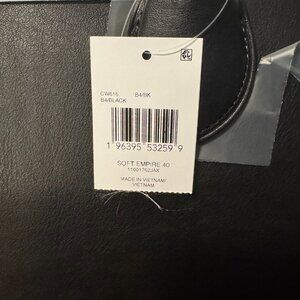 CW616 B4/BK
B4/BLACK
1 96395 53259 9
SOFT EMPIRE 40
MADE IN VIETNAM/
VIETNAM